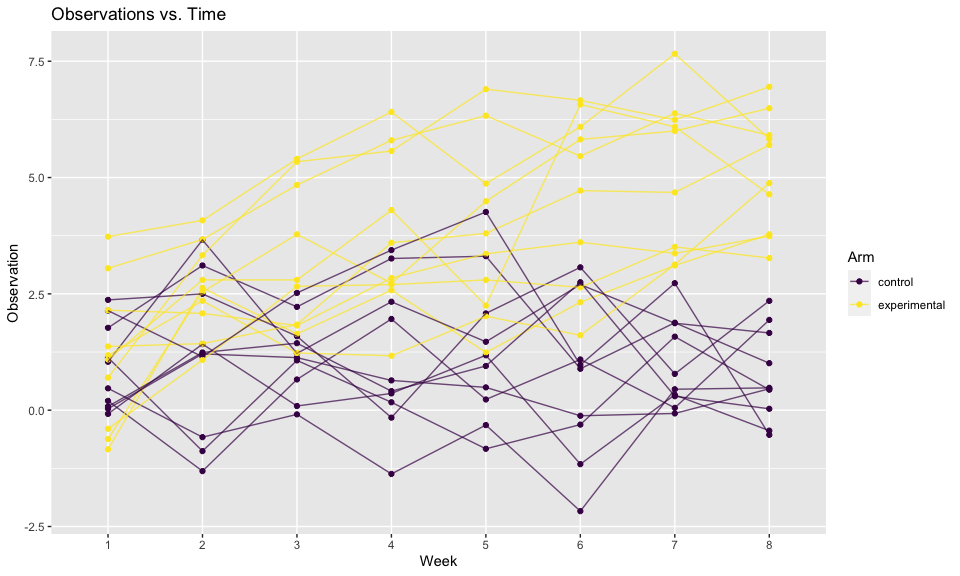 Observations vs. Time
7.5
5.0
2.5
0.0
-2.5
Observation
1 2 3 4 5 6 7 8
Week
Arm
control
experimental